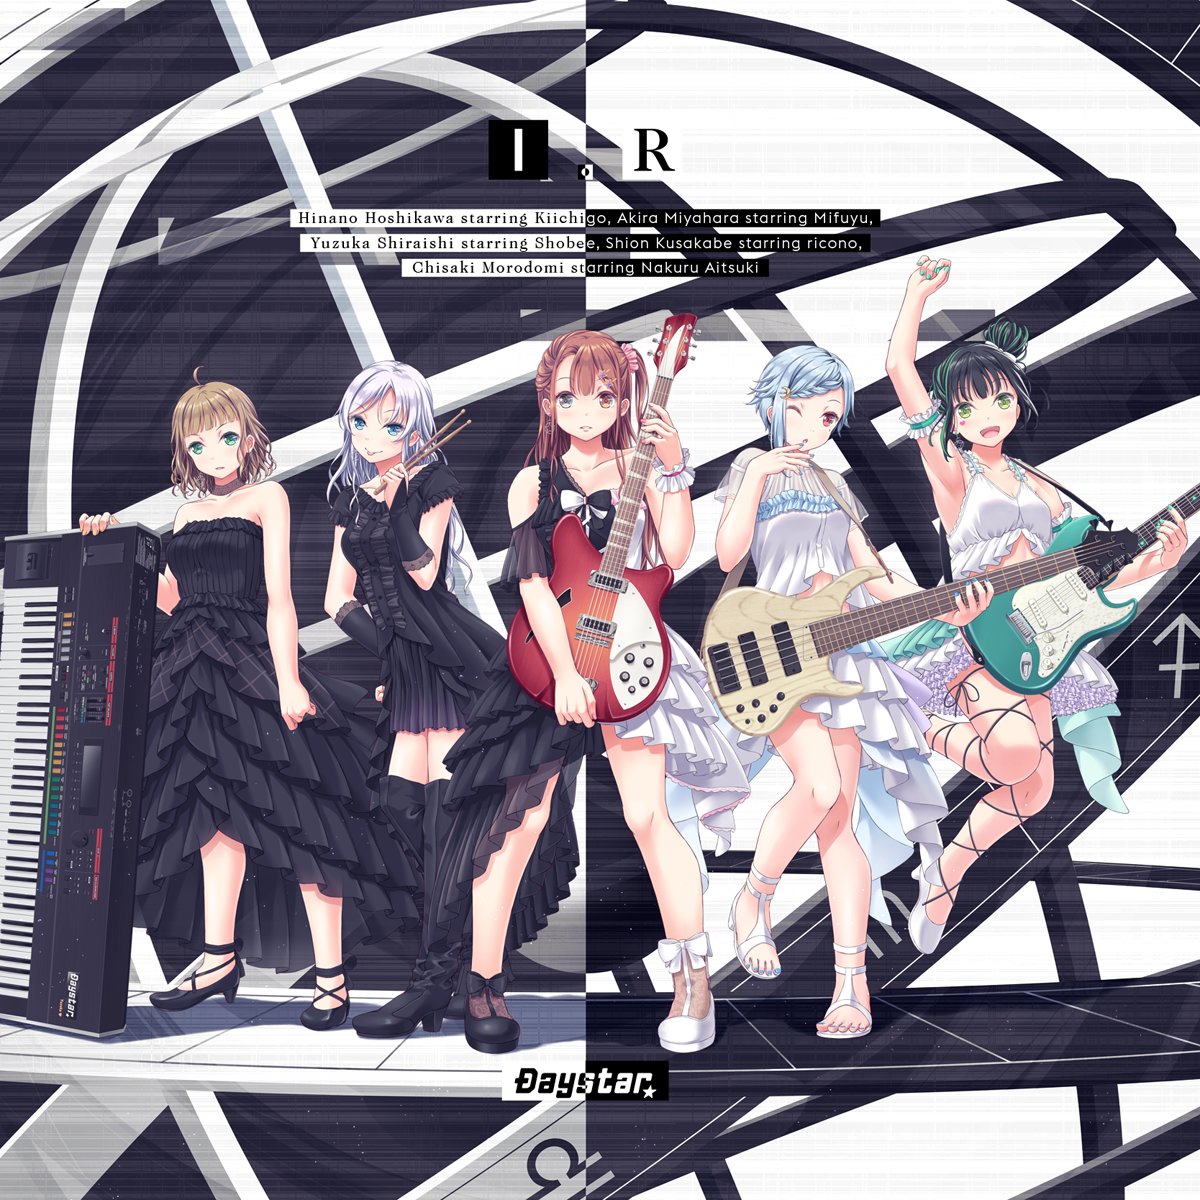 I.R
Hinano Hoshikawa starring Kiichigo, Akira Miyahara starring Mifuyu,
Yuzuka Shiraishi starring Shobee, Shion Kusakabe starring ricono,
Chisaki Morodomi starring Nakuru Aitsuki
Daystar
Daystar